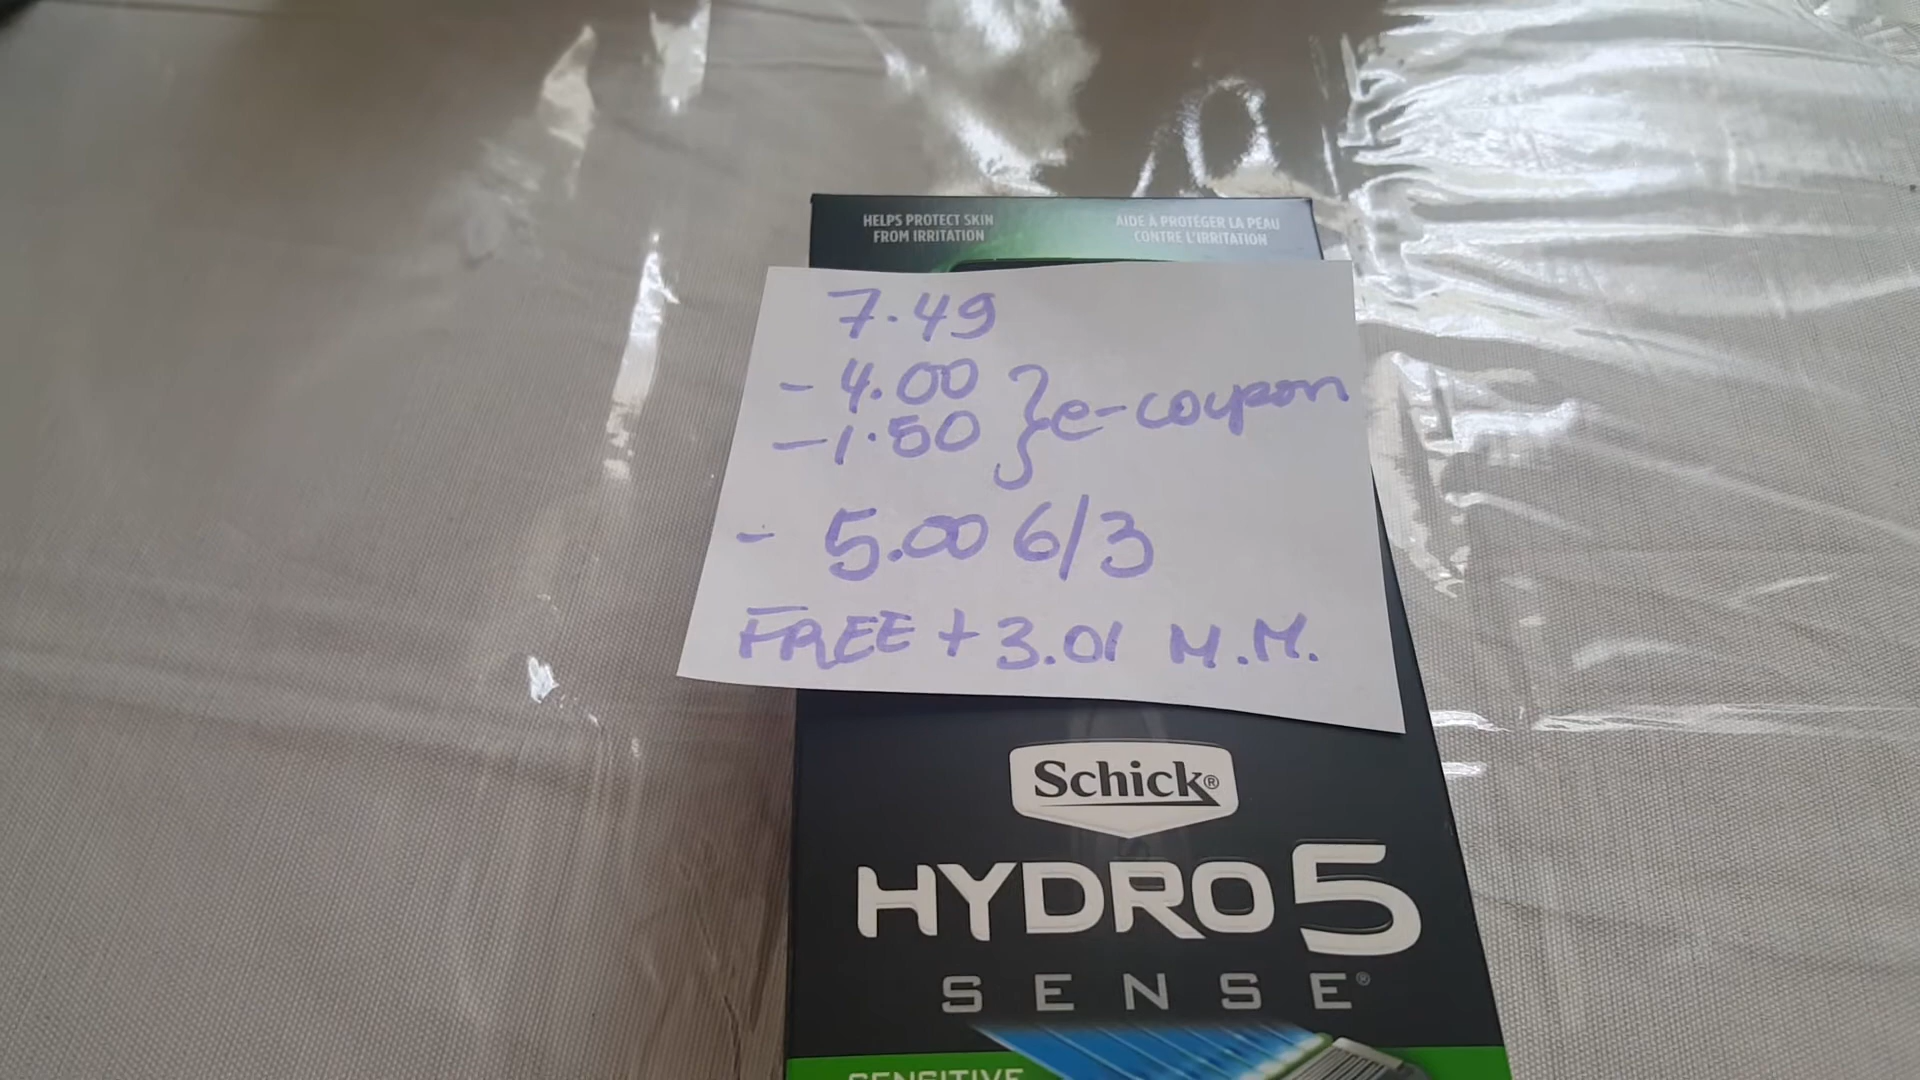 HELPS PROTECT SKIN
FROM IRRITATION
AIDE À PROTÉGER LA PEAU
CONTRE L'IRRITATION
7.49
- 4.00
- 1.50
} e-coupon
- 5.00 6/3
FREE + 3.01 M.M.
Schick®
HYDRO 5
SENSE®
SENSITIVE